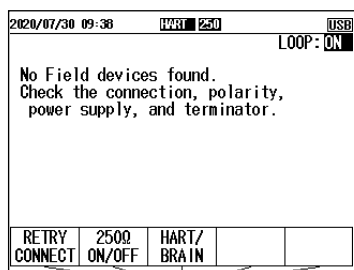 2020/07/30 09:38 HART 250 USB
LOOP: ON
No Field devices found.
Check the connection, polarity,
power supply, and terminator.
RETRY CONNECT 250Ω ON/OFF HART/ BRAIN